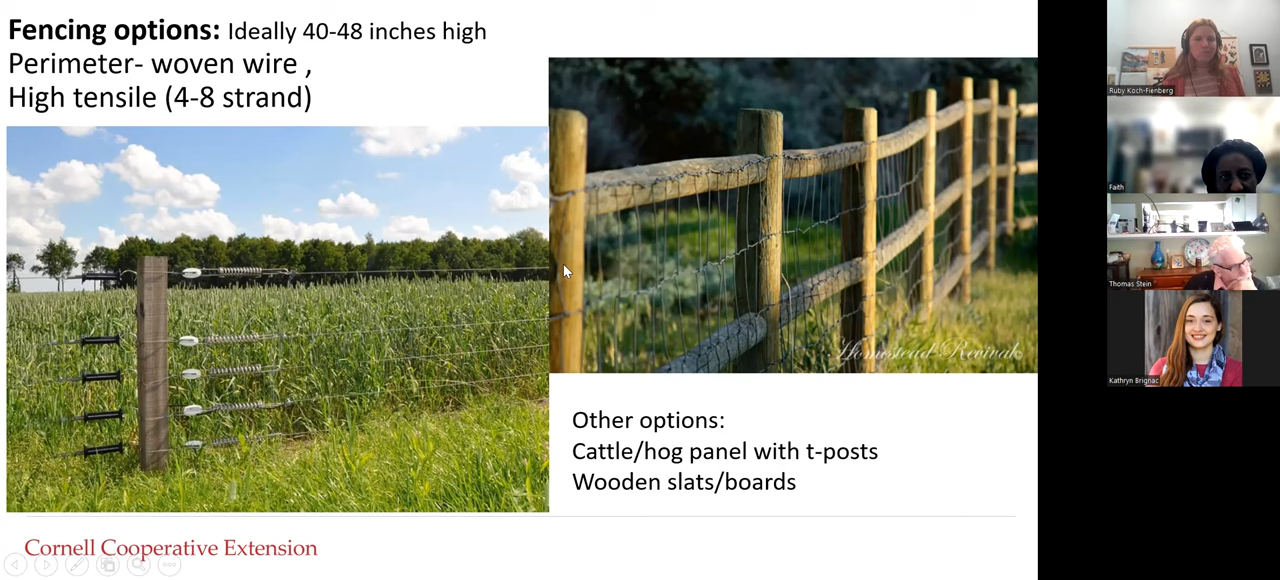 Fencing options: Ideally 40-48 inches high
Perimeter- woven wire ,
High tensile (4-8 strand)
Homestead Revival
Other options:
Cattle/hog panel with t-posts
Wooden slats/boards
Cornell Cooperative Extension
Ruby Koch-Fienberg
Faith
Thomas Stein
Kathryn Brignac